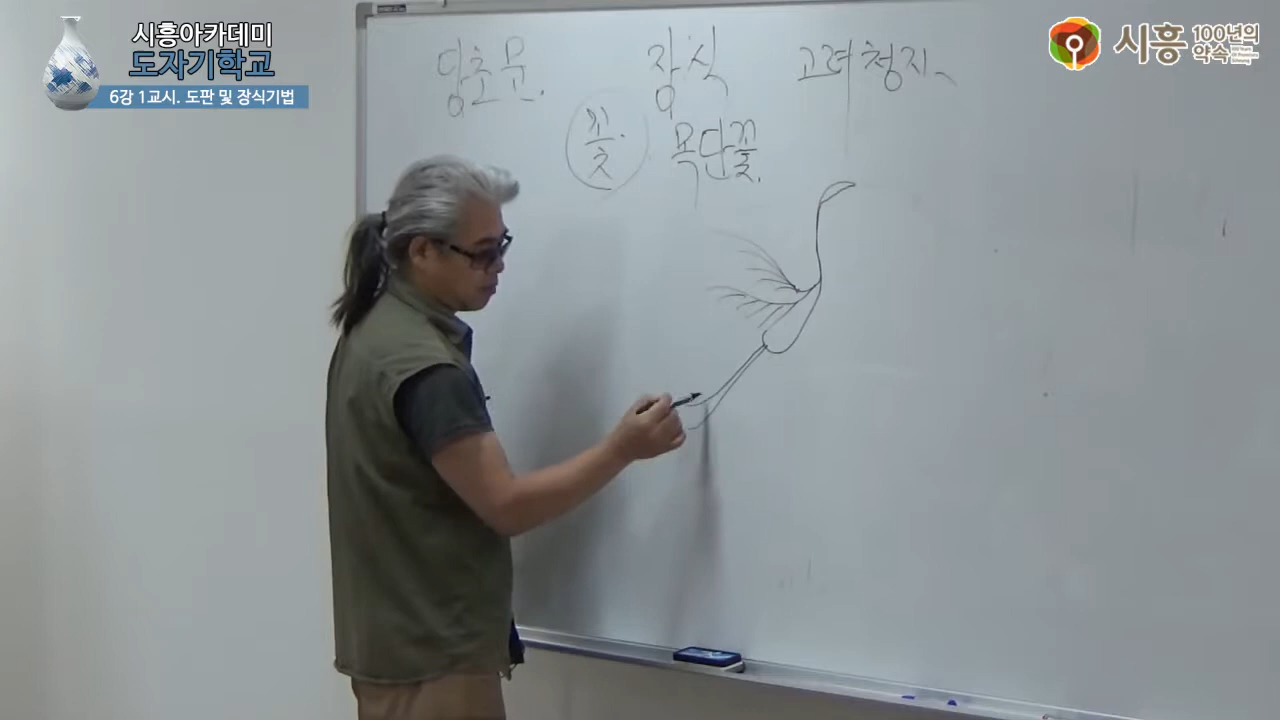 시흥아카데미
도자기학교
6강 1교시. 도판 및 장식기법
시흥 100년의 약속
당초문. 장식 고려청자
꽃. 목단꽃.